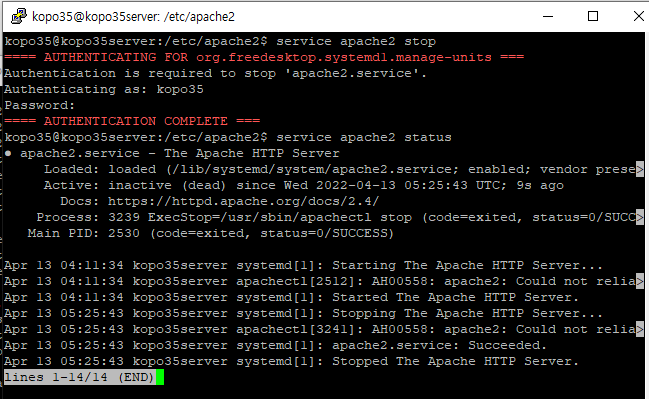 kopo35@kopo35server: /etc/apache2
kopo35@kopo35server:/etc/apache2$ service apache2 stop
==== AUTHENTICATING FOR org.freedesktop.systemd1.manage-units ===
Authentication is required to stop 'apache2.service'.
Authenticating as: kopo35
Password:
==== AUTHENTICATION COMPLETE ===
kopo35@kopo35server:/etc/apache2$ service apache2 status
● apache2.service - The Apache HTTP Server
Loaded: loaded (/lib/systemd/system/apache2.service; enabled; vendor prese>
Active: inactive (dead) since Wed 2022-04-13 05:25:43 UTC; 9s ago
Docs: https://httpd.apache.org/docs/2.4/
Process: 3239 ExecStop=/usr/sbin/apachectl stop (code=exited, status=0/SUCC>
Main PID: 2530 (code=exited, status=0/SUCCESS)
Apr 13 04:11:34 kopo35server systemd[1]: Starting The Apache HTTP Server...
Apr 13 04:11:34 kopo35server apachectl[2512]: AH00558: apache2: Could not relia>
Apr 13 04:11:34 kopo35server systemd[1]: Started The Apache HTTP Server.
Apr 13 05:25:43 kopo35server systemd[1]: Stopping The Apache HTTP Server...
Apr 13 05:25:43 kopo35server apachectl[3241]: AH00558: apache2: Could not relia>
Apr 13 05:25:43 kopo35server systemd[1]: apache2.service: Succeeded.
Apr 13 05:25:43 kopo35server systemd[1]: Stopped The Apache HTTP Server.
lines 1-14/14 (END)